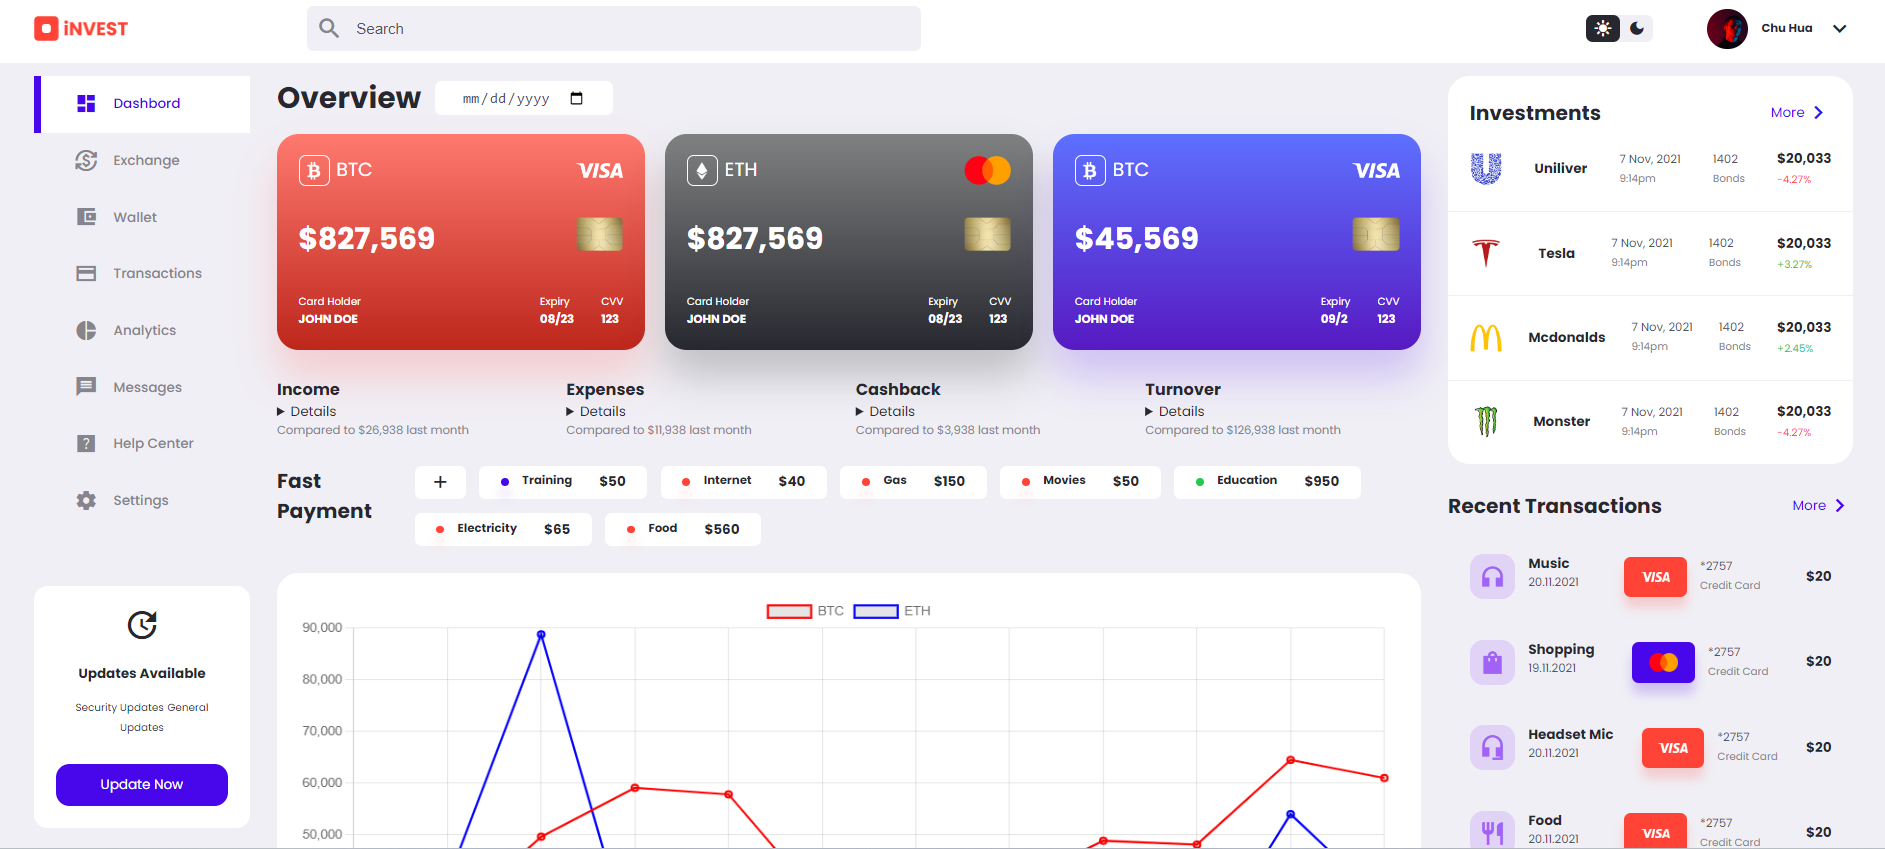 iNVEST
Search
Chu Hua
Dashbord
Exchange
Wallet
Transactions
Analytics
Messages
Help Center
Settings
Updates Available
Security Updates General
Updates
Update Now
Overview mm/dd/yyyy
BTC VISA
$827,569
Card Holder Expiry CVV
JOHN DOE 08/23 123
ETH
$827,569
Card Holder Expiry CVV
JOHN DOE 08/23 123
BTC VISA
$45,569
Card Holder Expiry CVV
JOHN DOE 09/2 123
Income
Details
Compared to $26,938 last month
Expenses
Details
Compared to $11,938 last month
Cashback
Details
Compared to $3,938 last month
Turnover
Details
Compared to $126,938 last month
Fast
Payment
+
Training $50
Internet $40
Gas $150
Movies $50
Education $950
Electricity $65
Food $560
BTC ETH
90,000
80,000
70,000
60,000
50,000
Investments More
Uniliver
7 Nov, 2021
9:14pm
1402
Bonds
$20,033
-4.27%
Tesla
7 Nov, 2021
9:14pm
1402
Bonds
$20,033
+3.27%
Mcdonalds
7 Nov, 2021
9:14pm
1402
Bonds
$20,033
+2.45%
Monster
7 Nov, 2021
9:14pm
1402
Bonds
$20,033
-4.27%
Recent Transactions More
Music
20.11.2021
VISA
*2757
Credit Card
$20
Shopping
19.11.2021
*2757
Credit Card
$20
Headset Mic
20.11.2021
VISA
*2757
Credit Card
$20
Food
20.11.2021
VISA
*2757
Credit Card
$20